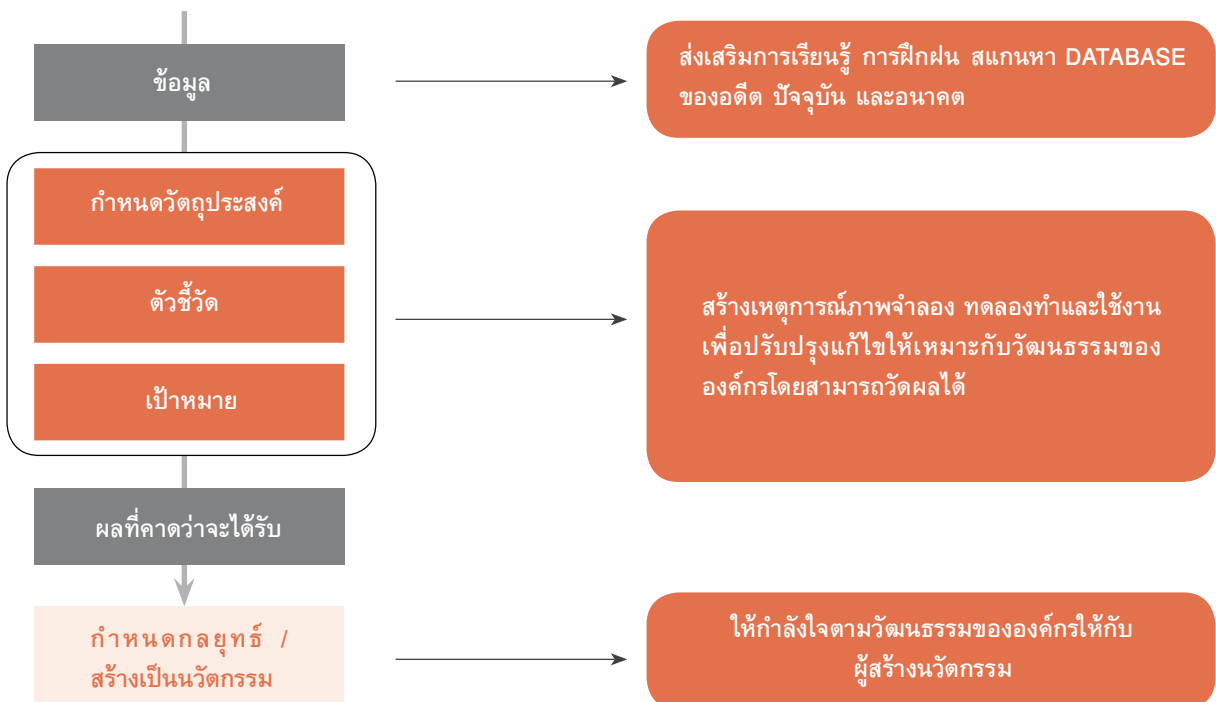 ข้อมูล
ส่งเสริมการเรียนรู้ การฝึกฝน สแกนหา DATABASE
ของอดีต ปัจจุบัน และอนาคต
กำหนดวัตถุประสงค์
ตัวชี้วัด
เป้าหมาย
สร้างเหตุการณ์ภาพจำลอง ทดลองทำและใช้งาน
เพื่อปรับปรุงแก้ไขให้เหมาะกับวัฒนธรรมของ
องค์กรโดยสามารถวัดผลได้
ผลที่คาดว่าจะได้รับ
กำหนดกลยุทธ์ /
สร้างเป็นนวัตกรรม
ให้กำลังใจตามวัฒนธรรมขององค์กรให้กับ
ผู้สร้างนวัตกรรม